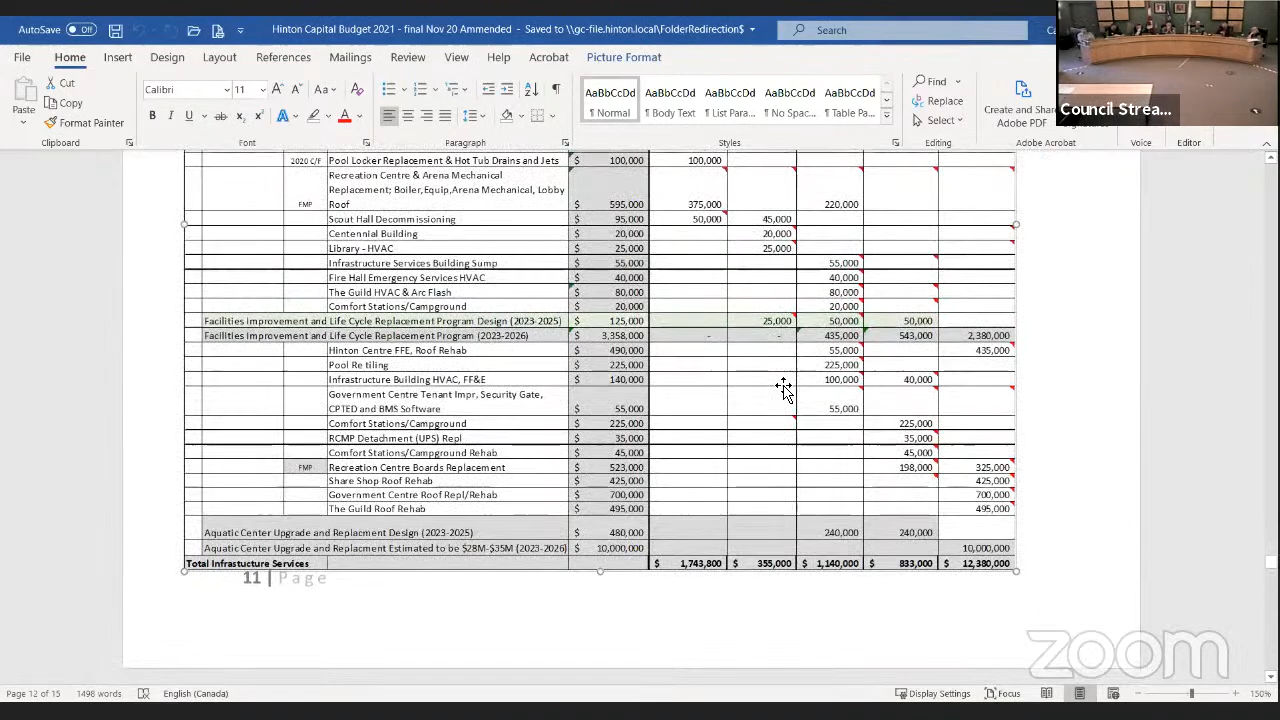 AutoSave Off Hinton Capital Budget 2021 - final Nov 20 Ammended - Saved to \\gc-file.hinton.local\FolderRedirection$ Search
File Home Insert Design Layout References Mailings Review View Help Acrobat Picture Format
Paste Cut Copy Format Painter
Calibri 11
AaBbCcDd AaBbCcDd AaBbCcDd AaBbCcDd AaBbCcDd
¶ Normal ¶ Body Text ¶ List Para... ¶ No Spac... ¶ Table Pa...
Find Replace Select
Create and Share
Adobe PDF
Council Strea...
Clipboard Font Paragraph Styles Editing Adobe Acrobat Voice Editor
2020 C/F Pool Locker Replacement & Hot Tub Drains and Jets $ 100,000 100,000
Recreation Centre & Arena Mechanical
Replacement; Boiler,Equip,Arena Mechanical, Lobby
FMP Roof $ 595,000 375,000 220,000
Scout Hall Decommissioning $ 95,000 50,000 45,000
Centennial Building $ 20,000 20,000
Library - HVAC $ 25,000 25,000
Infrastructure Services Building Sump $ 55,000 55,000
Fire Hall Emergency Services HVAC $ 40,000 40,000
The Guild HVAC & Arc Flash $ 80,000 80,000
Comfort Stations/Campground $ 20,000 20,000
Facilities Improvement and Life Cycle Replacement Program Design (2023-2025) $ 125,000 25,000 50,000 50,000
Facilities Improvement and Life Cycle Replacement Program (2023-2026) $ 3,358,000 - - 435,000 543,000 2,380,000
Hinton Centre FFE, Roof Rehab $ 490,000 55,000 435,000
Pool Re tiling $ 225,000 225,000
Infrastructure Building HVAC, FF&E $ 140,000 100,000 40,000
Government Centre Tenant Impr, Security Gate,
CPTED and BMS Software $ 55,000 55,000
Comfort Stations/Campground $ 225,000 225,000
RCMP Detachment (UPS) Repl $ 35,000 35,000
Comfort Stations/Campground Rehab $ 45,000 45,000
FMP Recreation Centre Boards Replacement $ 523,000 198,000 325,000
Share Shop Roof Rehab $ 425,000 425,000
Government Centre Roof Repl/Rehab $ 700,000 700,000
The Guild Roof Rehab $ 495,000 495,000
Aquatic Center Upgrade and Replacment Design (2023-2025) $ 480,000 240,000 240,000
Aquatic Center Upgrade and Replacment Estimated to be $28M-$35M (2023-2026) $ 10,000,000 10,000,000
Total Infrastucture Services $ 1,743,800 $ 355,000 $ 1,140,000 $ 833,000 $ 12,380,000
11 | Page
zoom
Page 12 of 15 1498 words English (Canada) Display Settings Focus 150%